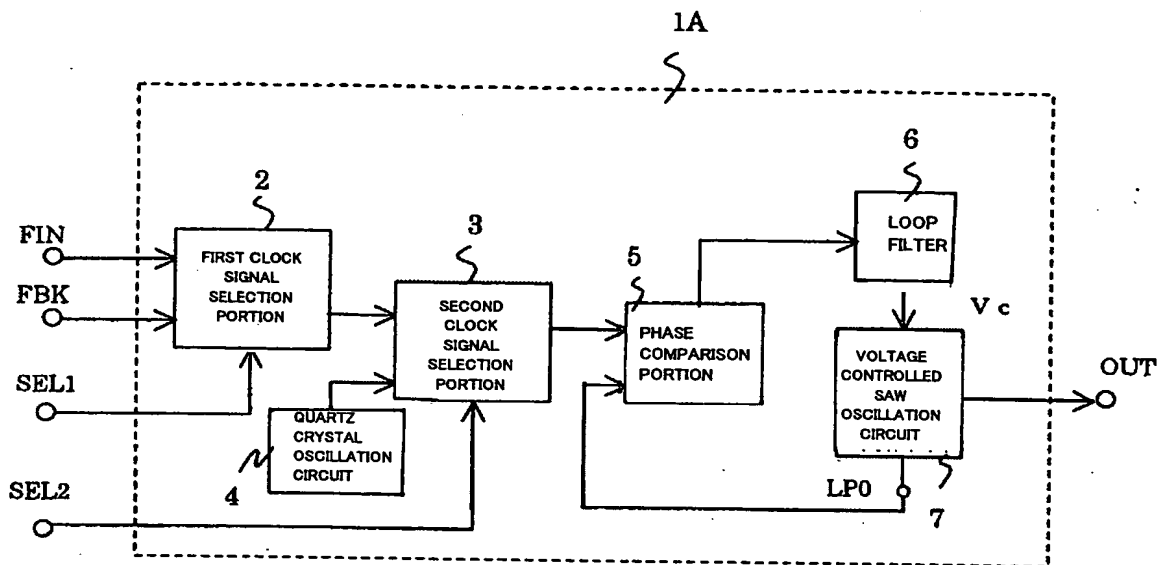 1A
6
LOOP
FILTER
2
FIN
FIRST CLOCK
SIGNAL
SELECTION
PORTION
FBK
3
SECOND
CLOCK
SIGNAL
SELECTION
PORTION
5
PHASE
COMPARISON
PORTION
Vc
VOLTAGE
CONTROLLED
SAW
OSCILLATION
CIRCUIT
OUT
SEL1
QUARTZ
CRYSTAL
OSCILLATION
CIRCUIT
4
SEL2
LP0
7